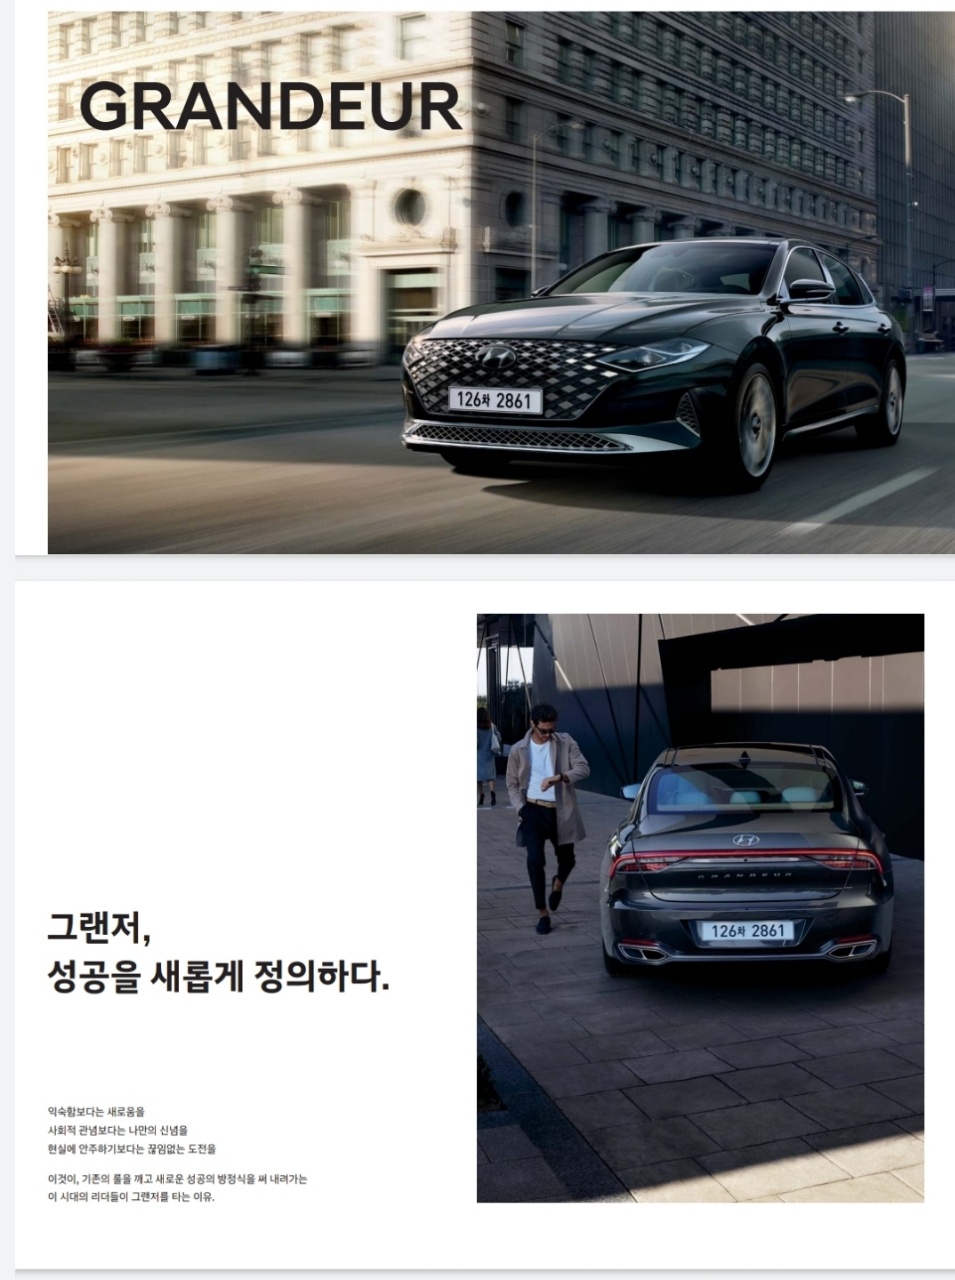 GRANDEUR
126차 2861
GRANDEUR
126차 2861
그랜저,
성공을 새롭게 정의하다.
익숙함보다는 새로움을
사회적 관념보다는 나만의 신념을
현실에 안주하기보다는 끊임없는 도전을
이것이, 기존의 룰을 깨고 새로운 성공의 방정식을 써 내려가는
이 시대의 리더들이 그랜저를 타는 이유.